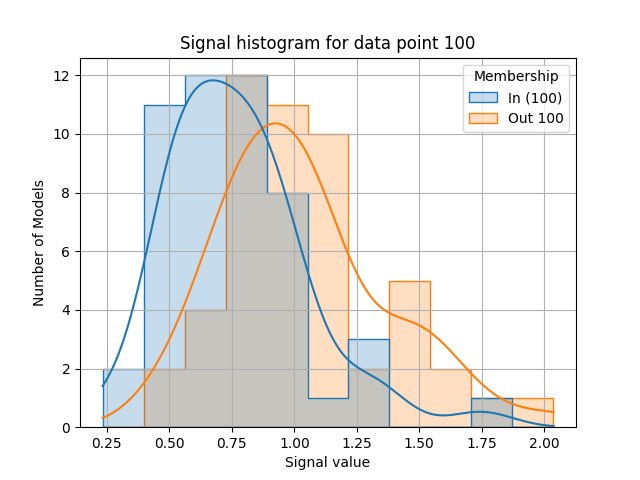 Signal histogram for data point 100
Membership
In (100)
Out 100
Number of Models
12
10
8
6
4
2
0
0.25 0.50 0.75 1.00 1.25 1.50 1.75 2.00
Signal value